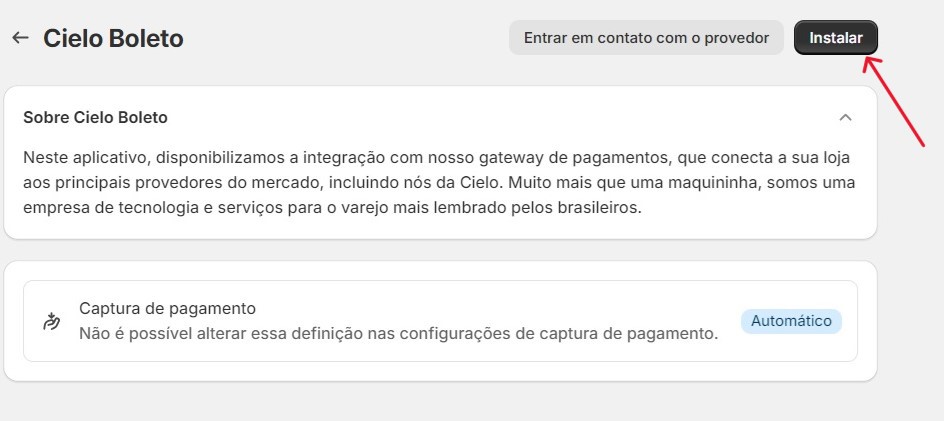 Cielo Boleto
Entrar em contato com o provedor
Instalar
Sobre Cielo Boleto
Neste aplicativo, disponibilizamos a integração com nosso gateway de pagamentos, que conecta a sua loja
aos principais provedores do mercado, incluindo nós da Cielo. Muito mais que uma maquininha, somos uma
empresa de tecnologia e serviços para o varejo mais lembrado pelos brasileiros.
Captura de pagamento
Não é possível alterar essa definição nas configurações de captura de pagamento.
Automático